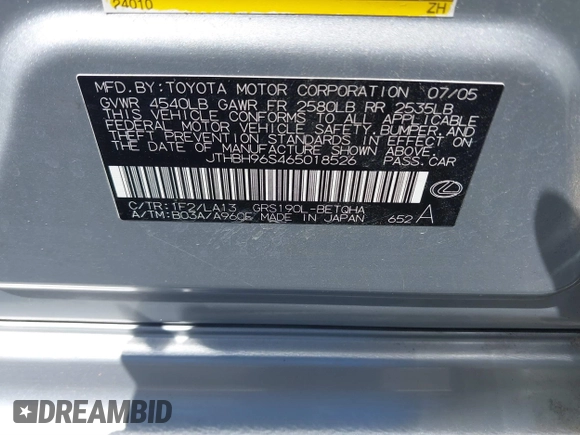 24010 ZH
MFD. BY: TOYOTA MOTOR CORPORATION 07/05
GVWR 4540LB GAWR FR 2580LB RR 2535LB
THIS VEHICLE CONFORMS TO ALL APPLICABLE
FEDERAL MOTOR VEHICLE SAFETY, BUMPER, AND
THEFT PREVENTION STANDARDS IN EFFECT ON
THE DATE OF MANUFACTURE SHOWN ABOVE.
JTHBH96S465018526 PASS. CAR
C/TR: 1F2/LA13 GRS190L-BETQHA
A/TM: B03A/A960E MADE IN JAPAN 652 A
DREAMBID